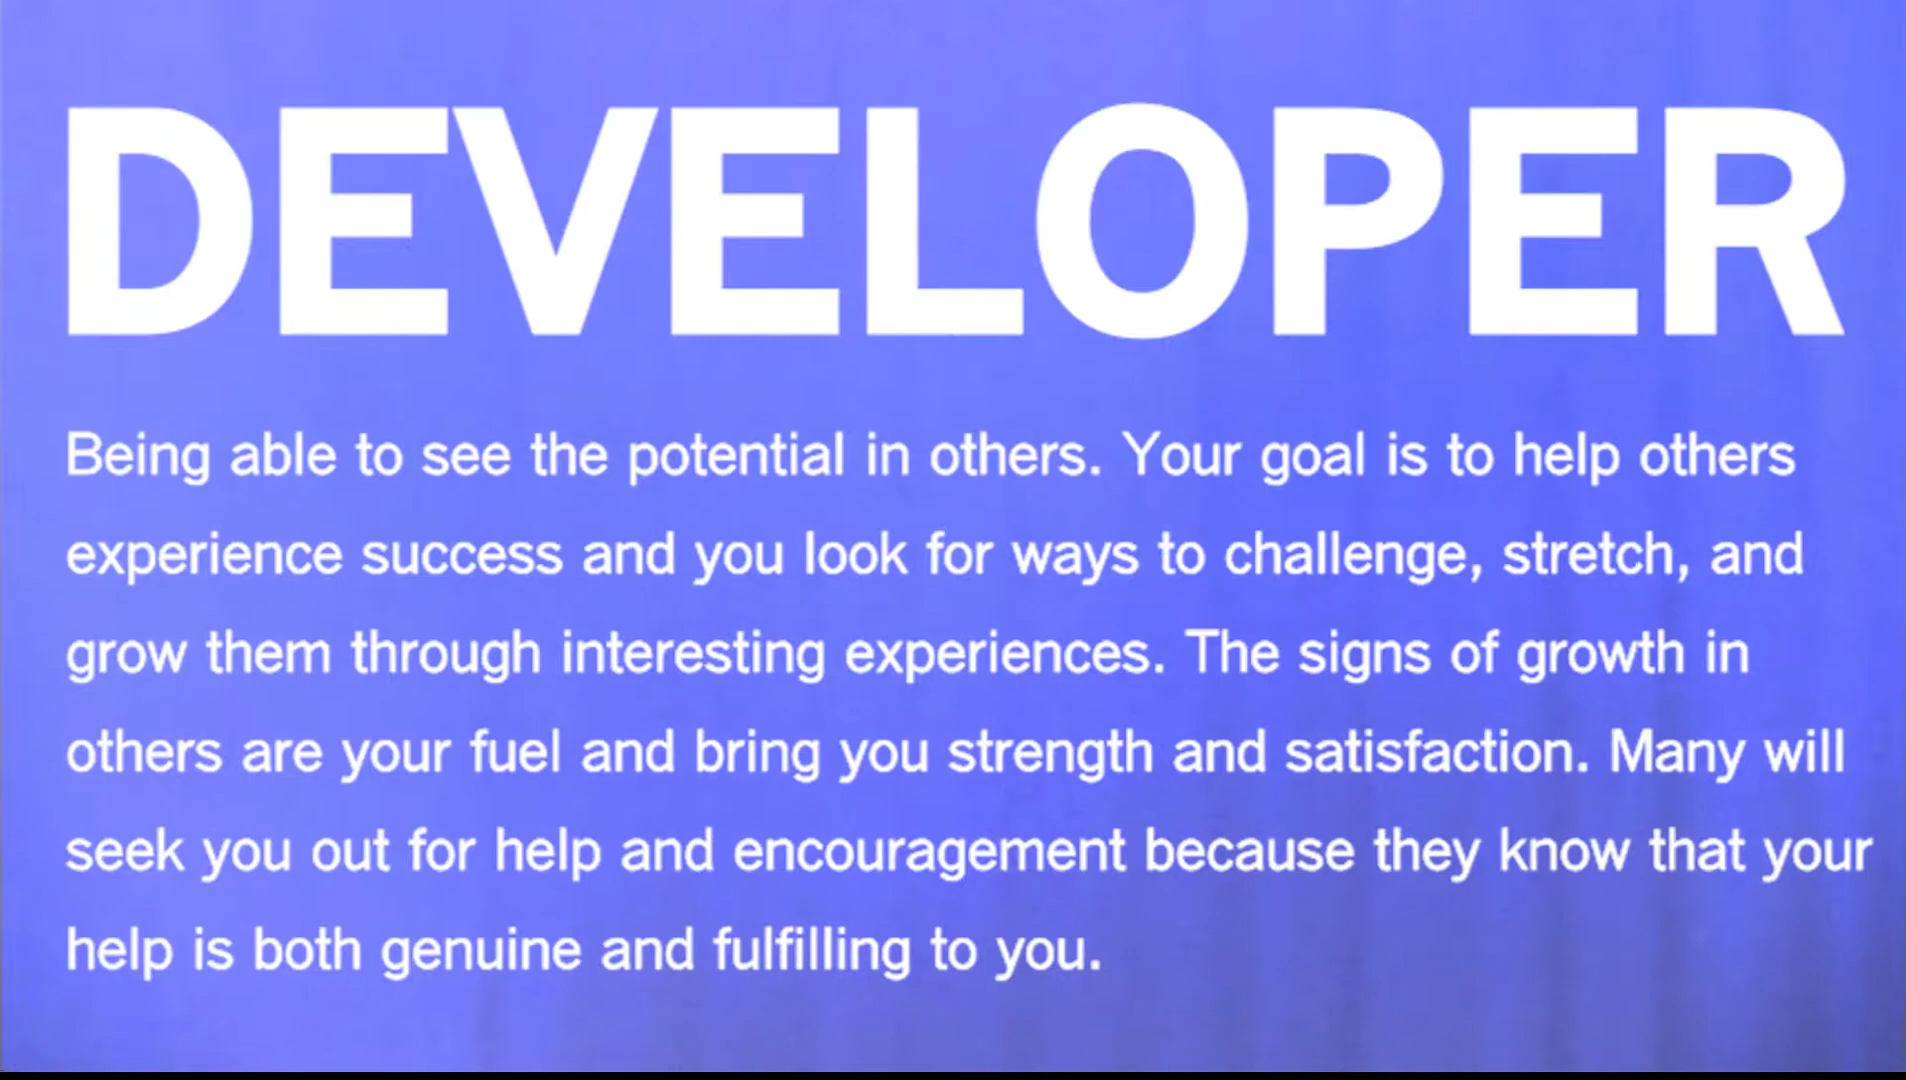 DEVELOPER
Being able to see the potential in others. Your goal is to help others
experience success and you look for ways to challenge, stretch, and
grow them through interesting experiences. The signs of growth in
others are your fuel and bring you strength and satisfaction. Many will
seek you out for help and encouragement because they know that your
help is both genuine and fulfilling to you.